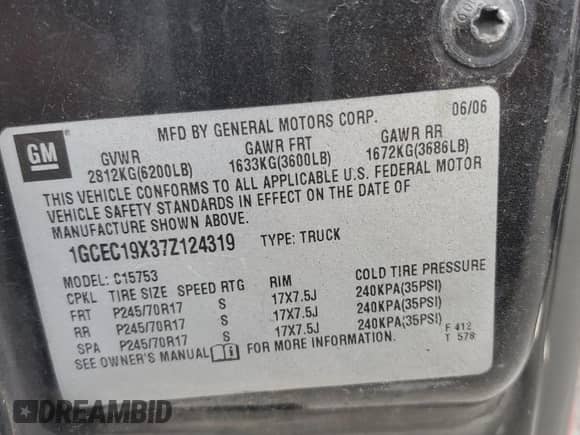 MFD BY GENERAL MOTORS CORP. 06/06
GM
GVWR GAWR FRT GAWR RR
2812KG(6200LB) 1633KG(3600LB) 1672KG(3686LB)
THIS VEHICLE CONFORMS TO ALL APPLICABLE U.S. FEDERAL MOTOR
VEHICLE SAFETY STANDARDS IN EFFECT ON THE DATE OF
MANUFACTURE SHOWN ABOVE.
1GCEC19X37Z124319 TYPE: TRUCK
MODEL: C15753
CPKL TIRE SIZE SPEED RTG RIM COLD TIRE PRESSURE
FRT P245/70R17 S 17X7.5J 240KPA(35PSI)
RR P245/70R17 S 17X7.5J 240KPA(35PSI)
SPA P245/70R17 S 17X7.5J 240KPA(35PSI)
SEE OWNER'S MANUAL FOR MORE INFORMATION.
F 412
T 578
DREAMBID